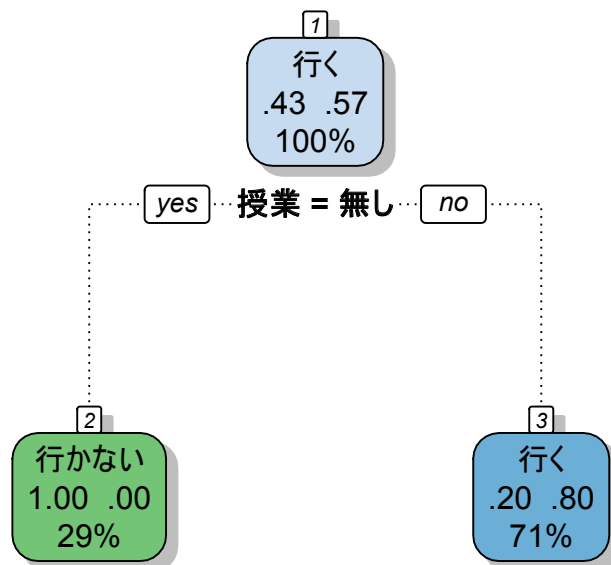 1
行く
.43 .57
100%
yes 授業 = 無し no
2
行かない
1.00 .00
29%
3
行く
.20 .80
71%